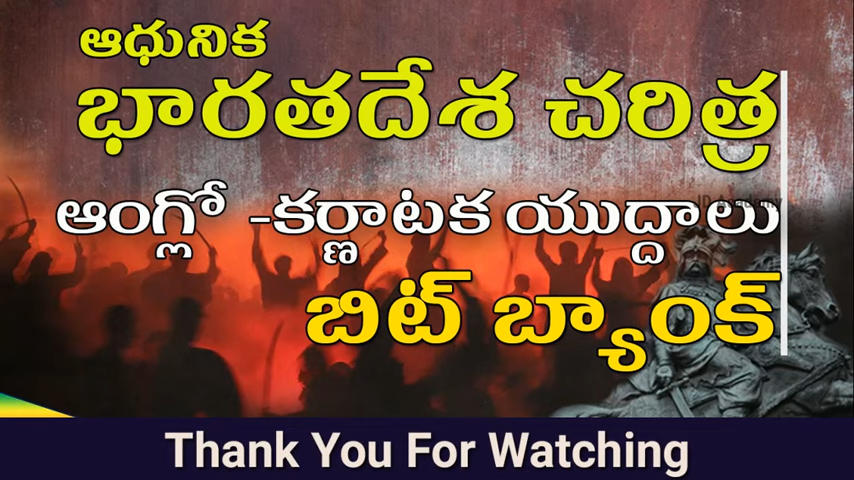 ఆధునిక
భారతదేశ చరిత్ర
ఆంగ్లో -కర్ణాటక యుద్దాలు
బిట్ బ్యాంక్
Thank You For Watching